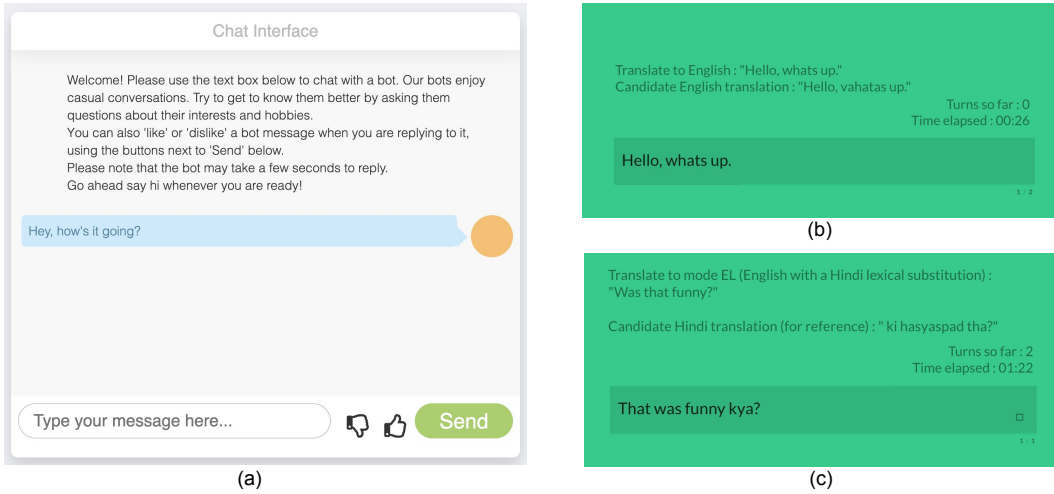 Chat Interface
Welcome! Please use the text box below to chat with a bot. Our bots enjoy
casual conversations. Try to get to know them better by asking them
questions about their interests and hobbies.
You can also 'like' or 'dislike' a bot message when you are replying to it,
using the buttons next to 'Send' below.
Please note that the bot may take a few seconds to reply.
Go ahead say hi whenever you are ready!
Hey, how's it going?
Type your message here...
Send
(a)
Translate to English : "Hello, whats up."
Candidate English translation : "Hello, vahatas up."
Turns so far : 0
Time elapsed : 00:26
Hello, whats up.
1 / 2
(b)
Translate to mode EL (English with a Hindi lexical substitution) :
"Was that funny?"
Candidate Hindi translation (for reference) : " ki hasyaspad tha?"
Turns so far : 2
Time elapsed : 01:22
That was funny kya?
1 / 1
(c)